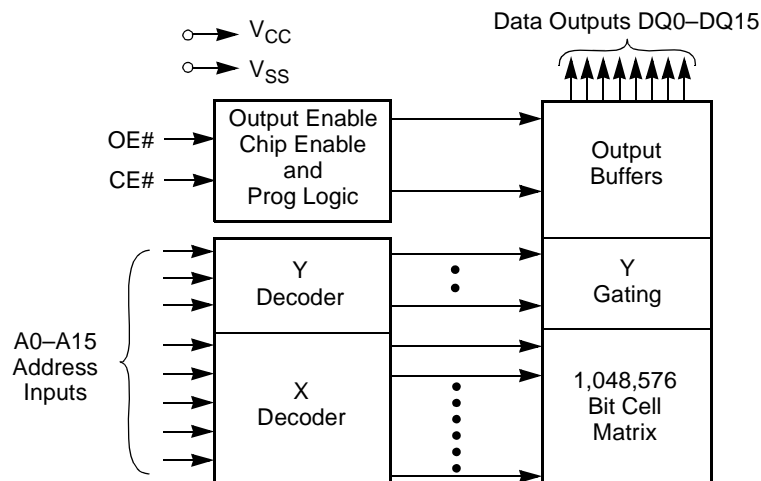 Data Outputs DQ0–DQ15
VCC
VSS
OE#
CE#
Output Enable
Chip Enable
and
Prog Logic
Output
Buffers
Y
Decoder
Y
Gating
A0–A15
Address
Inputs
X
Decoder
1,048,576
Bit Cell
Matrix